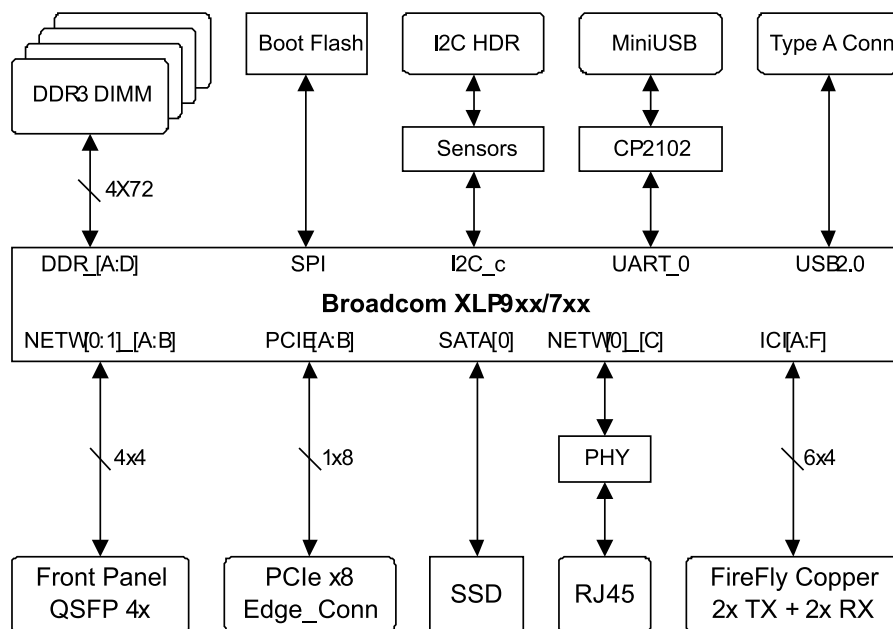 Boot Flash
I2C HDR
MiniUSB
Type A Conn
DDR3 DIMM
Sensors
CP2102
4X72
DDR_[A:D]
SPI
I2C_c
UART_0
USB2.0
Broadcom XLP9xx/7xx
NETW[0:1]_[A:B]
PCIE[A:B]
SATA[0]
NETW[0]_[C]
ICI[A:F]
4x4
1x8
PHY
6x4
Front Panel
QSFP 4x
PCIe x8
Edge_Conn
SSD
RJ45
FireFly Copper
2x TX + 2x RX